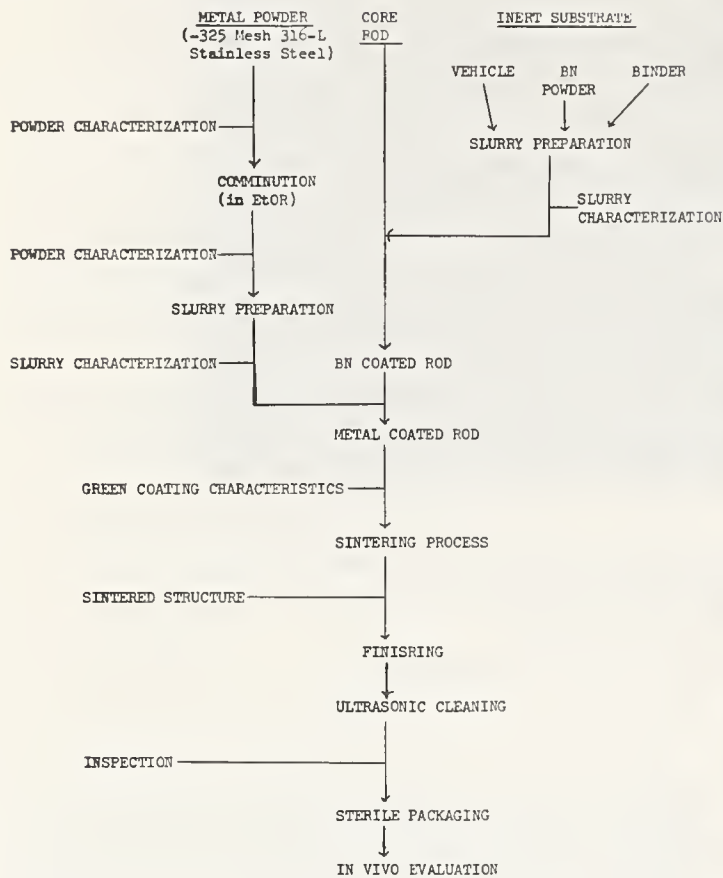 METAL POWDER
(-325 Mesh 316-L
Stainless Steel)
CORE
ROD
INERT SUBSTRATE
VEHICLE
BN
POWDER
BINDER
POWDER CHARACTERIZATION
SLURRY PREPARATION
COMMINUTION
(in EtOR)
SLURRY
CHARACTERIZATION
POWDER CHARACTERIZATION
SLURRY PREPARATION
SLURRY CHARACTERIZATION
BN COATED ROD
METAL COATED ROD
GREEN COATING CHARACTERISTICS
SINTERING PROCESS
SINTERED STRUCTURE
FINISRING
ULTRASONIC CLEANING
INSPECTION
STERILE PACKAGING
IN VIVO EVALUATION